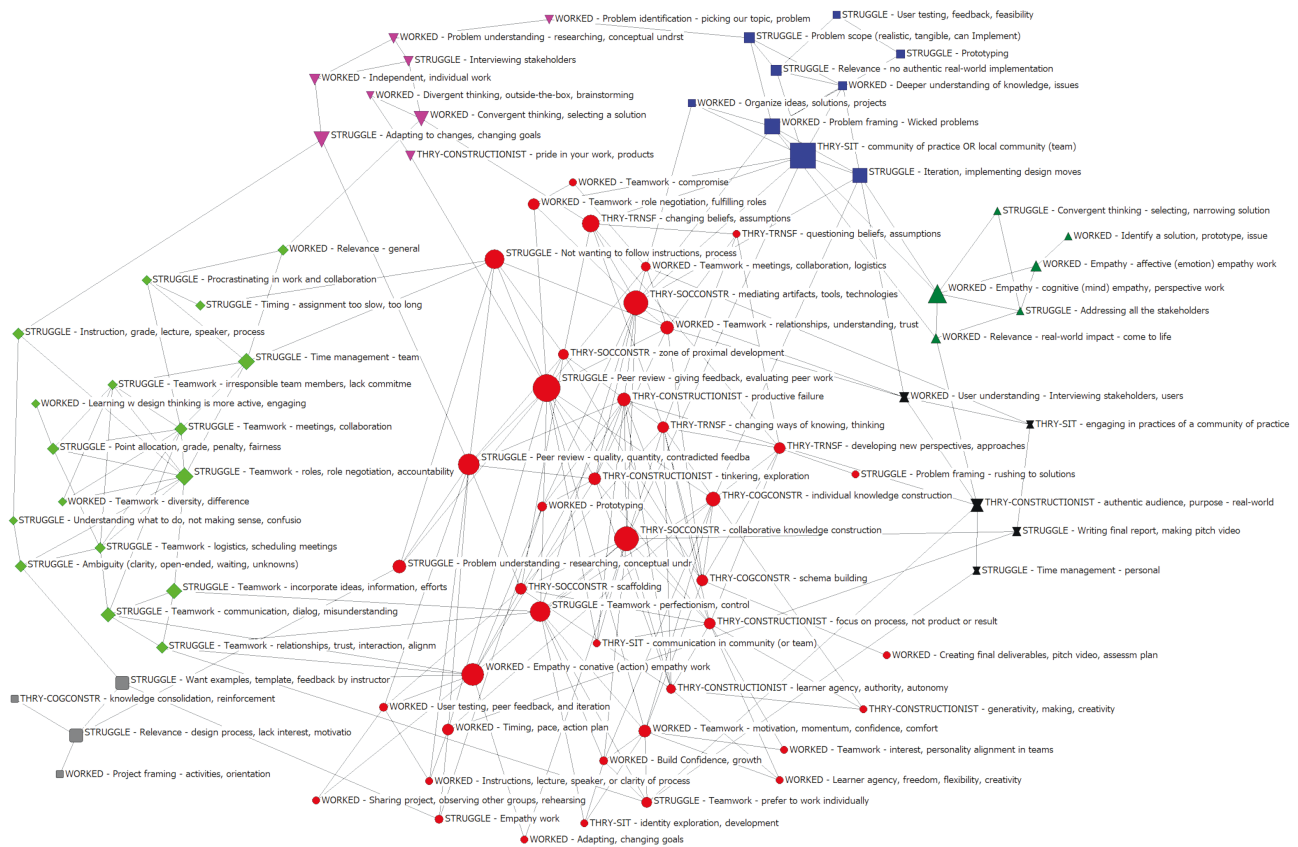 WORKED - Problem identification - picking our topic, problem
STRUGGLE - User testing, feedback, feasibility
WORKED - Problem understanding - researching, conceptual undrst
STRUGGLE - Problem scope (realistic, tangible, can Implement)
STRUGGLE - Interviewing stakeholders
STRUGGLE - Prototyping
WORKED - Independent, individual work
STRUGGLE - Relevance - no authentic real-world implementation
WORKED - Deeper understanding of knowledge, issues
WORKED - Divergent thinking, outside-the-box, brainstorming
WORKED - Organize ideas, solutions, projects
WORKED - Convergent thinking, selecting a solution
WORKED - Problem framing - Wicked problems
STRUGGLE - Adapting to changes, changing goals
THRY-SIT - community of practice OR local community (team)
THRY-CONSTRUCTIONIST - pride in your work, products
STRUGGLE - Iteration, implementing design moves
WORKED - Teamwork - compromise
WORKED - Teamwork - role negotiation, fulfilling roles
STRUGGLE - Convergent thinking - selecting, narrowing solution
THRY-TRNSF - changing beliefs, assumptions
THRY-TRNSF - questioning beliefs, assumptions
WORKED - Identify a solution, prototype, issue
WORKED - Relevance - general
STRUGGLE - Not wanting to follow instructions, process
WORKED - Teamwork - meetings, collaboration, logistics
WORKED - Empathy - affective (emotion) empathy work
STRUGGLE - Procrastinating in work and collaboration
WORKED - Empathy - cognitive (mind) empathy, perspective work
THRY-SOCCONSTR - mediating artifacts, tools, technologies
STRUGGLE - Timing - assignment too slow, too long
STRUGGLE - Addressing all the stakeholders
STRUGGLE - Instruction, grade, lecture, speaker, process
WORKED - Teamwork - relationships, understanding, trust
WORKED - Relevance - real-world impact - come to life
THRY-SOCCONSTR - zone of proximal development
STRUGGLE - Time management - team
STRUGGLE - Teamwork - irresponsible team members, lack commitme
STRUGGLE - Peer review - giving feedback, evaluating peer work
WORKED - User understanding - Interviewing stakeholders, users
THRY-CONSTRUCTIONIST - productive failure
WORKED - Learning w design thinking is more active, engaging
THRY-SIT - engaging in practices of a community of practice
STRUGGLE - Teamwork - meetings, collaboration
THRY-TRNSF - changing ways of knowing, thinking
STRUGGLE - Point allocation, grade, penalty, fairness
THRY-TRNSF - developing new perspectives, approaches
STRUGGLE - Peer review - quality, quantity, contradicted feedba
STRUGGLE - Teamwork - roles, role negotiation, accountability
THRY-CONSTRUCTIONIST - tinkering, exploration
STRUGGLE - Problem framing - rushing to solutions
WORKED - Teamwork - diversity, difference
THRY-COGCONSTR - individual knowledge construction
WORKED - Prototyping
THRY-CONSTRUCTIONIST - authentic audience, purpose - real-world
STRUGGLE - Understanding what to do, not making sense, confusio
THRY-SOCCONSTR - collaborative knowledge construction
STRUGGLE - Writing final report, making pitch video
STRUGGLE - Teamwork - logistics, scheduling meetings
STRUGGLE - Ambiguity (clarity, open-ended, waiting, unknowns)
STRUGGLE - Problem understanding - researching, conceptual undr
STRUGGLE - Time management - personal
THRY-COGCONSTR - schema building
STRUGGLE - Teamwork - incorporate ideas, information, efforts
THRY-SOCCONSTR - scaffolding
STRUGGLE - Teamwork - communication, dialog, misunderstanding
STRUGGLE - Teamwork - perfectionism, control
THRY-CONSTRUCTIONIST - focus on process, not product or result
THRY-SIT - communication in community (or team)
STRUGGLE - Teamwork - relationships, trust, interaction, alignm
WORKED - Creating final deliverables, pitch video, assessm plan
WORKED - Empathy - conative (action) empathy work
STRUGGLE - Want examples, template, feedback by instructor
THRY-CONSTRUCTIONIST - learner agency, authority, autonomy
THRY-COGCONSTR - knowledge consolidation, reinforcement
WORKED - User testing, peer feedback, and iteration
THRY-CONSTRUCTIONIST - generativity, making, creativity
WORKED - Timing, pace, action plan
WORKED - Teamwork - motivation, momentum, confidence, comfort
STRUGGLE - Relevance - design process, lack interest, motivatio
WORKED - Teamwork - interest, personality alignment in teams
WORKED - Build Confidence, growth
WORKED - Project framing - activities, orientation
WORKED - Instructions, lecture, speaker, or clarity of process
WORKED - Learner agency, freedom, flexibility, creativity
WORKED - Sharing project, observing other groups, rehearsing
STRUGGLE - Teamwork - prefer to work individually
STRUGGLE - Empathy work
THRY-SIT - identity exploration, development
WORKED - Adapting, changing goals